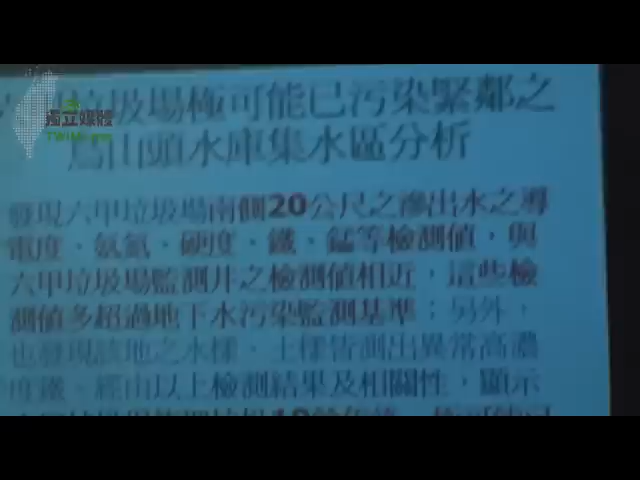 獨立媒體
六甲垃圾場極可能已污染緊鄰之
烏山頭水庫集水區分析
發現六甲垃圾場南側20公尺之滲出水之導
電度、氨氮、硬度、鐵、錳等檢測值，與
六甲垃圾場監測井之檢測值相近，這些檢
測值多超過地下水污染監測基準；另外，
也發現該地之水樣、土樣皆測出異常高濃
度鐵。經由以上檢測結果及相關性，顯示